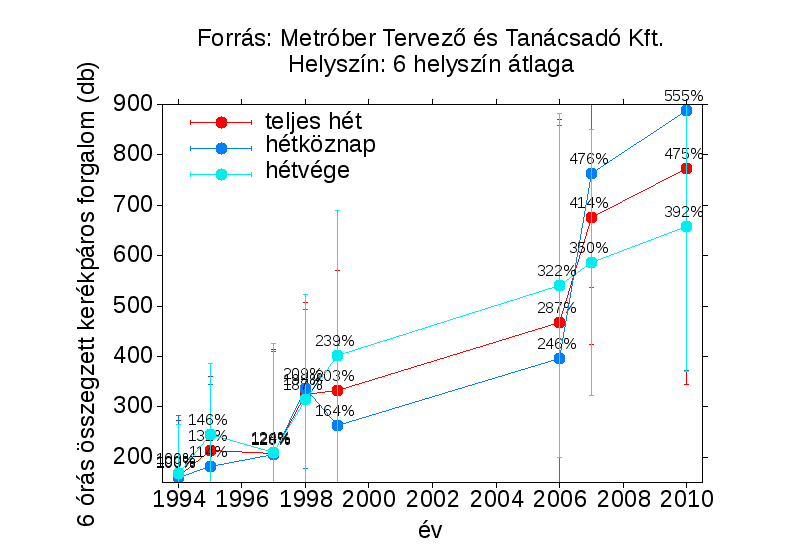 Forrás: Metróber Tervező és Tanácsadó Kft.
Helyszín: 6 helyszín átlaga
6 órás összegzett kerékpáros forgalom (db)
teljes hét
hétköznap
hétvége
900
800
700
600
500
400
300
200
555%
475%
392%
476%
414%
350%
322%
287%
246%
239%
203%
164%
209%
146%
100%
1994 1996 1998 2000 2002 2004 2006 2008 2010
év